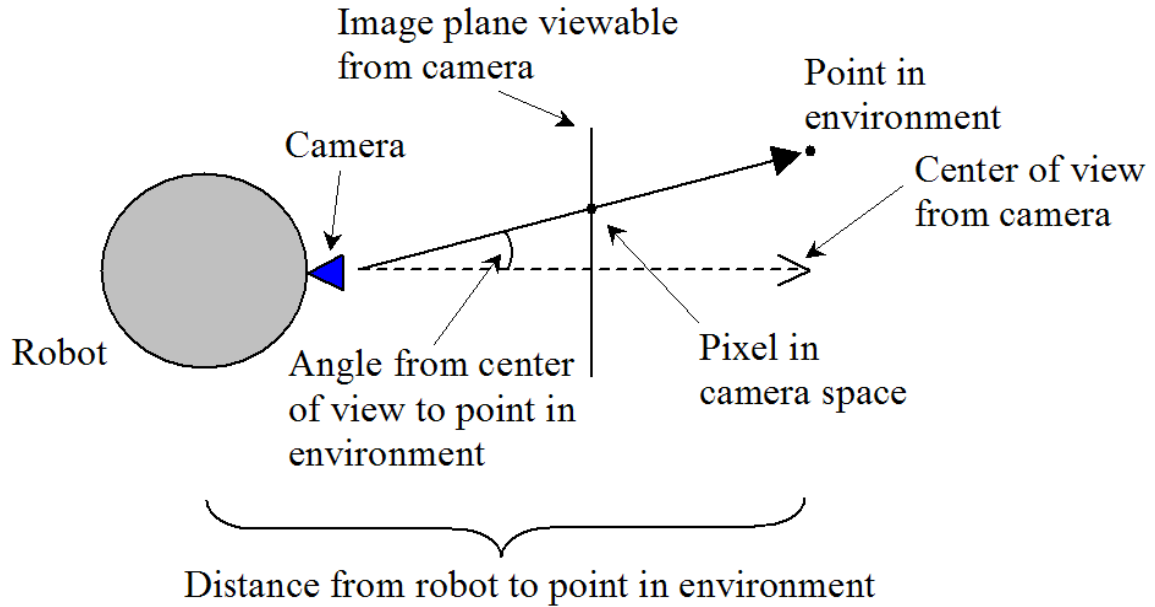 Image plane viewable
from camera
Point in
environment
Camera
Center of view
from camera
Robot
Angle from center
of view to point in
environment
Pixel in
camera space
Distance from robot to point in environment